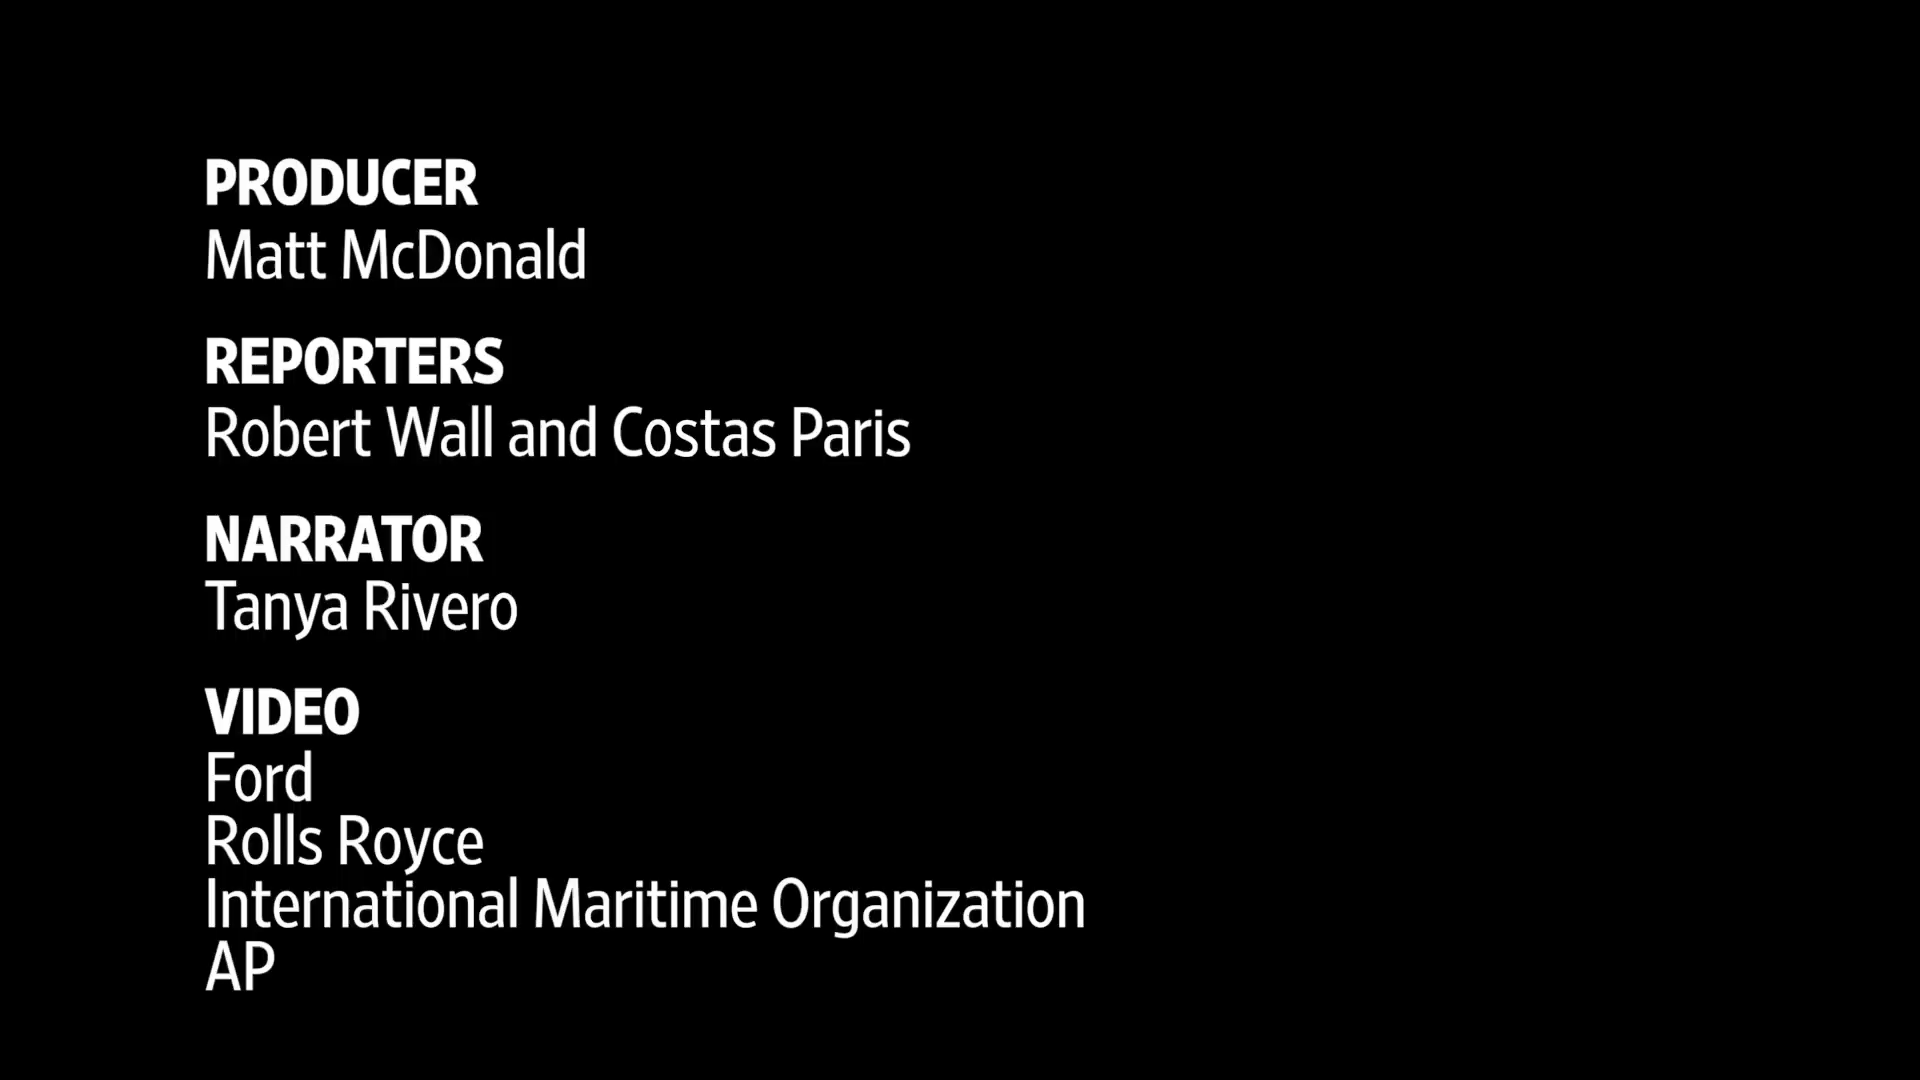 PRODUCER
Matt McDonald
REPORTERS
Robert Wall and Costas Paris
NARRATOR
Tanya Rivero
VIDEO
Ford
Rolls Royce
International Maritime Organization
AP